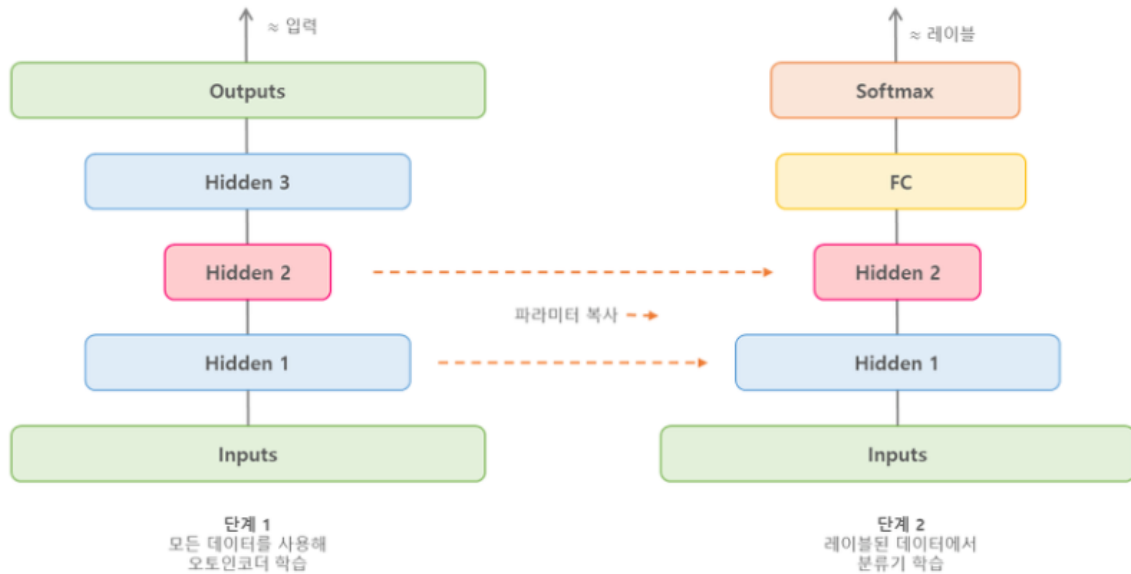 ≈ 입력
Outputs
Hidden 3
Hidden 2
Hidden 1
Inputs
단계 1
모든 데이터를 사용해
오토인코더 학습
파라미터 복사
≈ 레이블
Softmax
FC
Hidden 2
Hidden 1
Inputs
단계 2
레이블된 데이터에서
분류기 학습